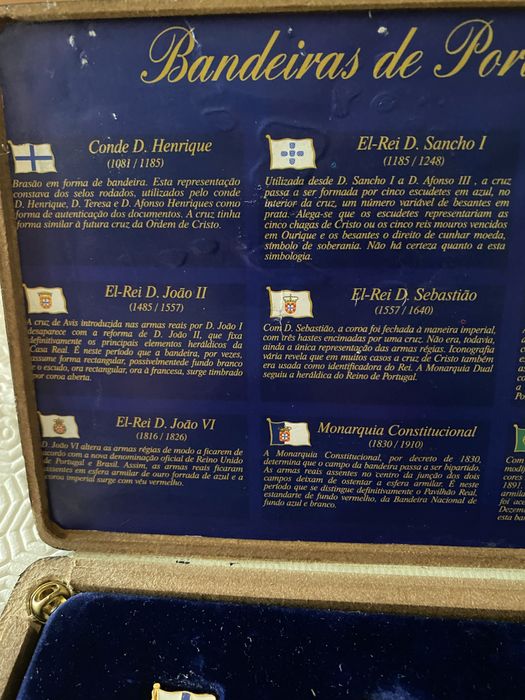 Bandeiras de Por
Conde D. Henrique
(1081 / 1185)
Brasão em forma de bandeira. Esta representação
constava dos selos rodados, utilizados pelo conde
D. Henrique, D. Teresa e D. Afonso Henriques como
forma de autenticação dos documentos. A cruz tinha
forma similar à futura cruz da Ordem de Cristo.
El-Rei D. Sancho I
(1185 / 1248)
Utilizada desde D. Sancho I a D. Afonso III , a cruz
passa a ser formada por cinco escudetes em azul, no
interior da cruz, um número variável de besantes em
prata. Alega-se que os escudetes representariam as
cinco chagas de Cristo ou os cinco reis mouros vencidos
em Ourique e os besantes o direito de cunhar moeda,
símbolo de soberania. Não há certeza quanto a esta
simbologia.
El-Rei D. João II
(1485 / 1557)
A cruz de Avis introduzida nas armas reais por D. João I
desaparece com a reforma de D. João II, que fixa
definitivamente os principais elementos heráldicos da
Casa Real. É neste período que a bandeira, por vezes,
assume forma rectangular, possivelmente de fundo branco
e o escudo, ora rectangular, ora à francesa, surge timbrado
por coroa aberta.
El-Rei D. Sebastião
(1557 / 1640)
Com D. Sebastião, a coroa foi fechada à maneira imperial,
com três hastes encimadas por uma cruz. Não era, todavia,
ainda a única representação das armas régias. Iconografia
vária revela que em muitos casos a cruz de Cristo também
era usada como identificadora do Rei. A Monarquia Dual
seguiu a heráldica do Reino de Portugal.
El-Rei D. João VI
(1816 / 1826)
D. João VI altera as armas régias de modo a ficarem de
acordo com a nova denominação oficial de Reino Unido
de Portugal e Brasil. Assim, as armas reais ficaram
assentes em esfera armilar de ouro forrada de azul e a
coroa imperial surge com véu vermelho.
Monarquia Constitucional
(1830 / 1910)
A Monarquia Constitucional, por decreto de 1830,
determina que o campo da bandeira passa a ser bipartido.
As armas reais assentes no centro da junção dos dois
campos deixam de ostentar a esfera armilar. É neste
período que se distingue definitivamente o Pavilhão Real,
estandarte de fundo vermelho, da Bandeira Nacional de
fundo azul e branco.
Com
modi
cores
1891.
armil
foi ao
Dezem
esta ban